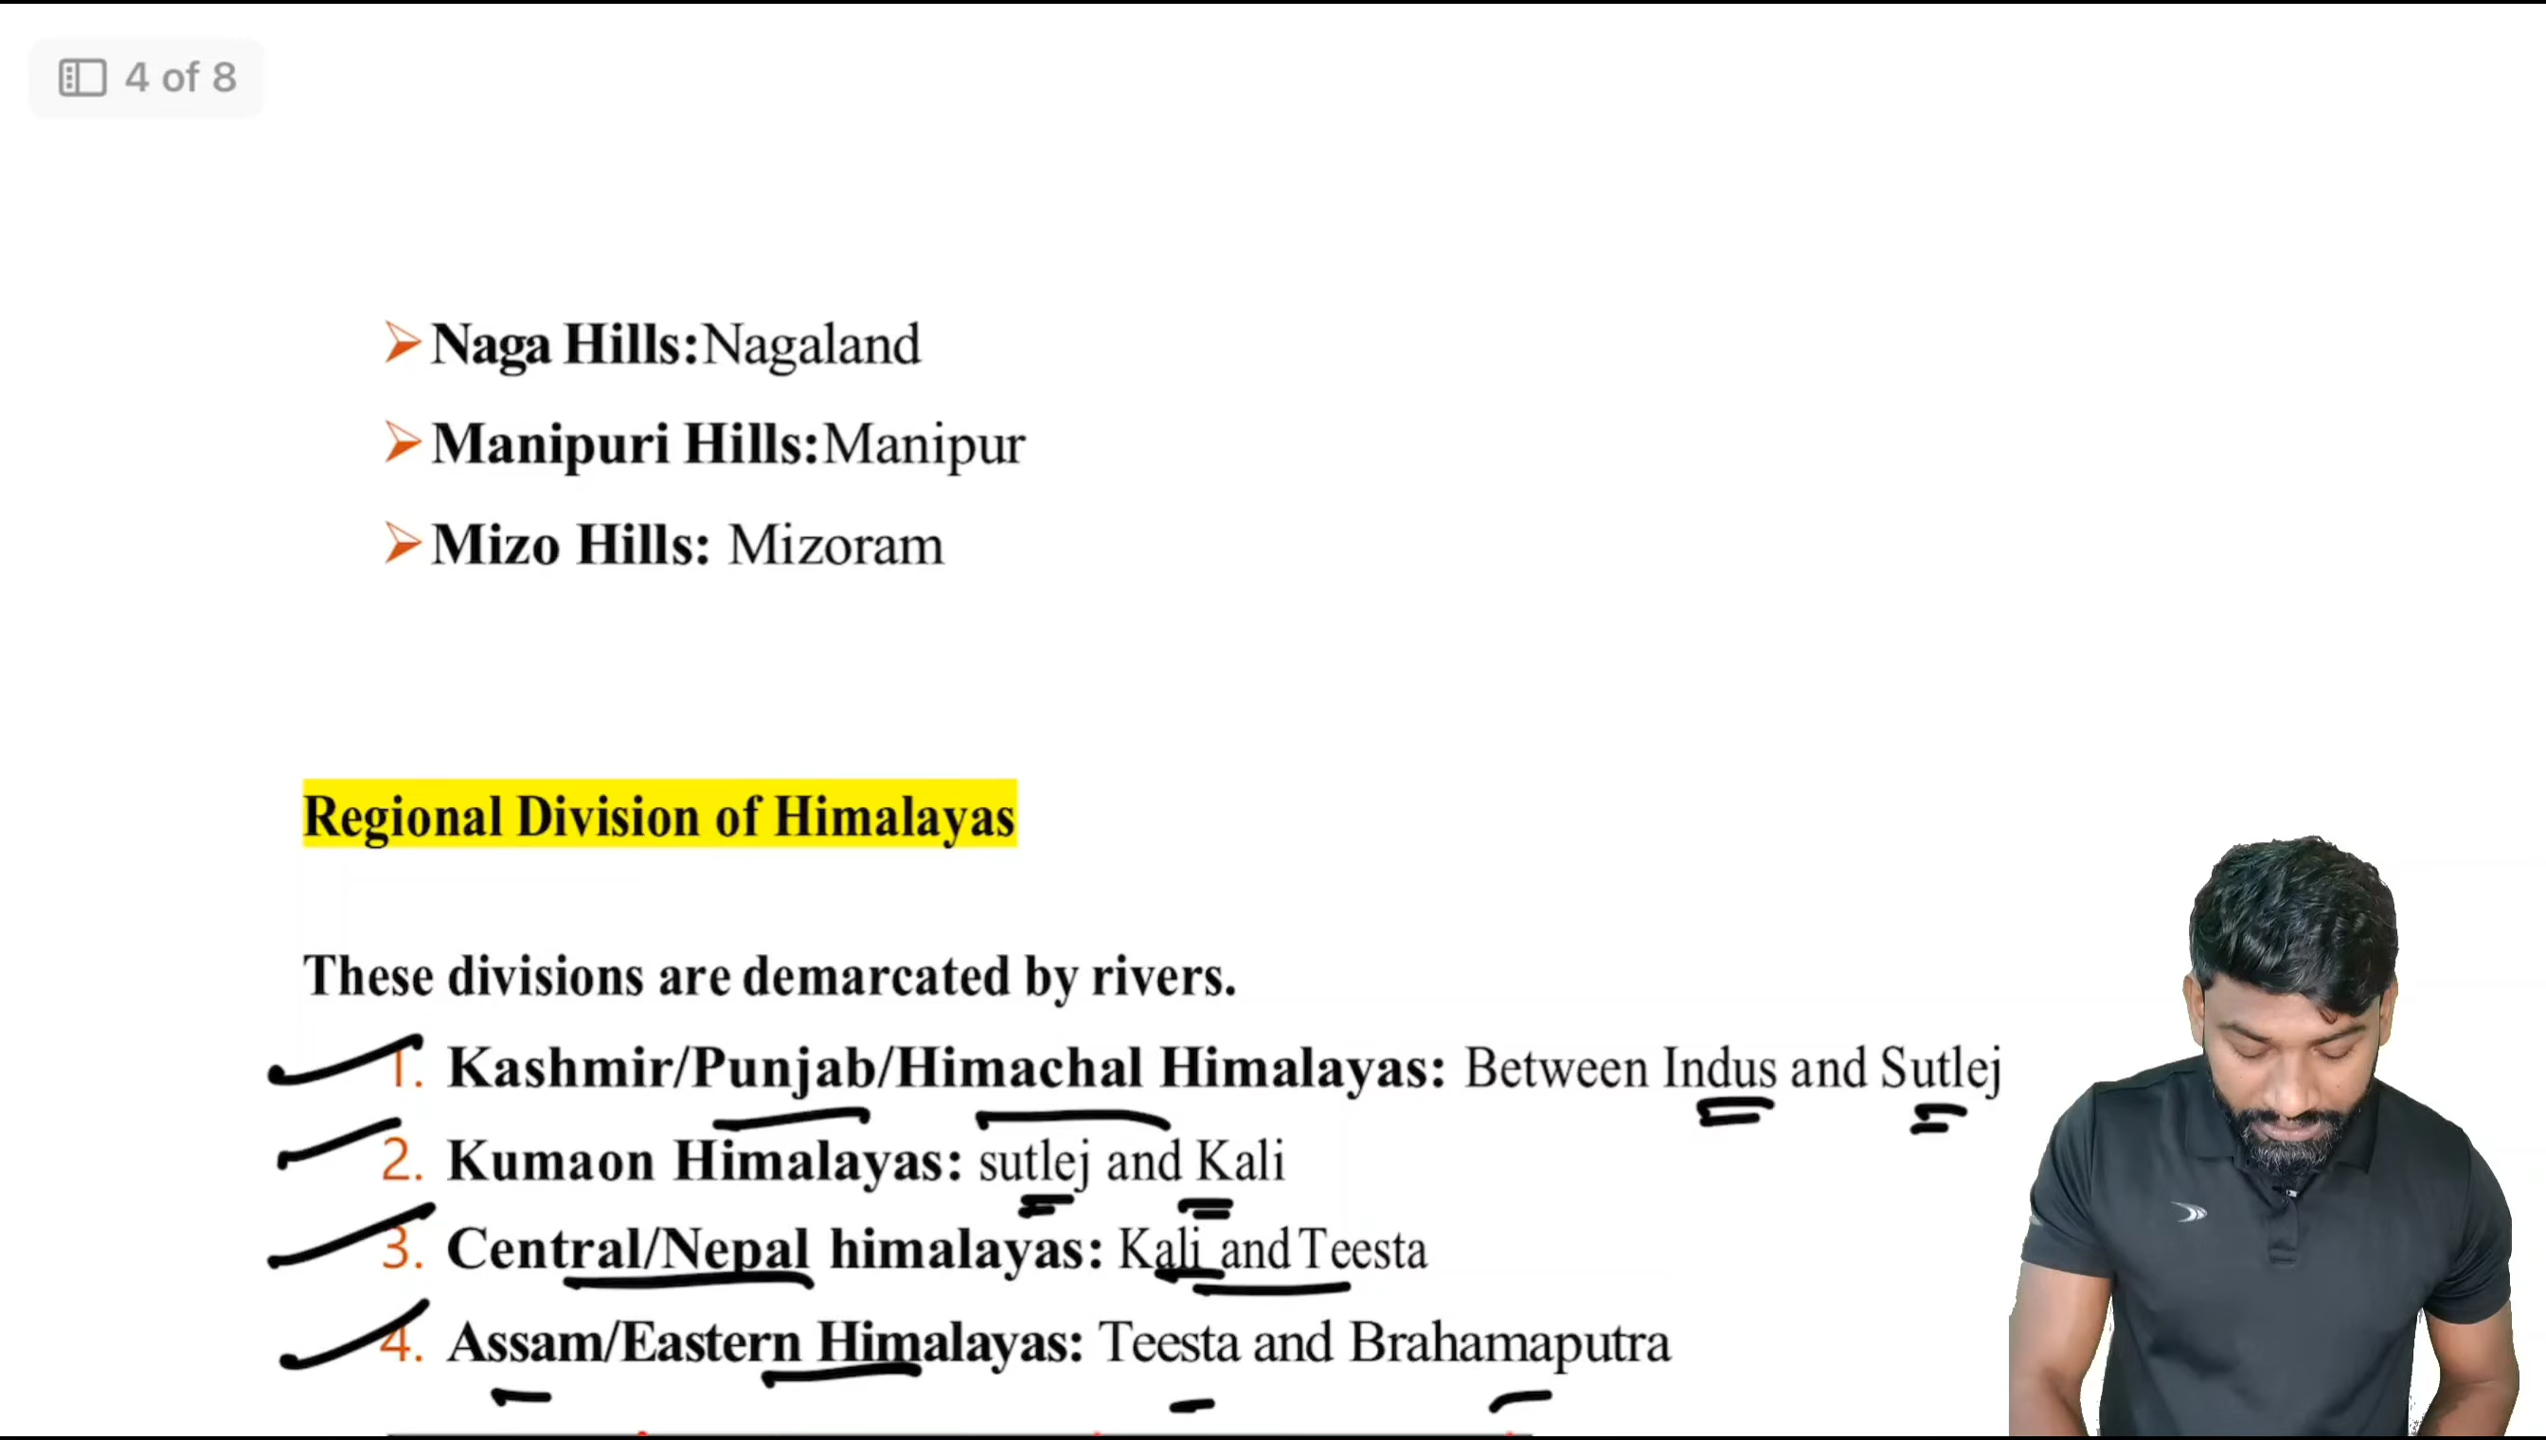 4 of 8
Naga Hills:Nagaland
Manipuri Hills:Manipur
Mizo Hills: Mizoram
Regional Division of Himalayas
These divisions are demarcated by rivers.
1. Kashmir/Punjab/Himachal Himalayas: Between Indus and Sutlej
2. Kumaon Himalayas: sutlej and Kali
3. Central/Nepal himalayas: Kali and Teesta
4. Assam/Eastern Himalayas: Teesta and Brahamaputra